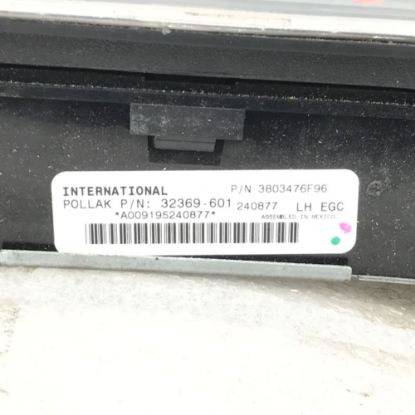 INTERNATIONAL P/N 3803476F96
POLLAK P/N: 32369-601 240877 LH EGC
*A009195240877* ASSEMBLED IN MEXICO